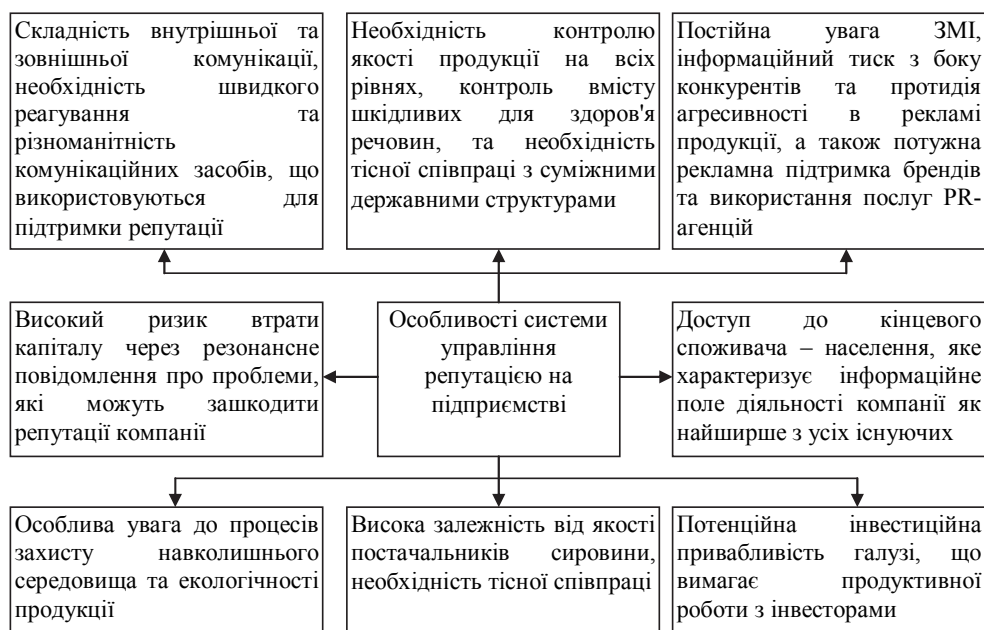 Складність внутрішньої та
зовнішньої комунікації,
необхідність швидкого
реагування та
різноманітність
комунікаційних засобів, що
використовуються для
підтримки репутації
Необхідність контролю
якості продукції на всіх
рівнях, контроль вмісту
шкідливих для здоров'я
речовин, та необхідність
тісної співпраці з суміжними
державними структурами
Постійна увага ЗМІ,
інформаційний тиск з боку
конкурентів та протидія
агресивності в рекламі
продукції, а також потужна
рекламна підтримка брендів
та використання послуг PR-
агенцій
Високий ризик втрати
капіталу через резонансне
повідомлення про проблеми,
які можуть зашкодити
репутації компанії
Особливості системи
управління
репутацією на
підприємстві
Доступ до кінцевого
споживача – населення, яке
характеризує інформаційне
поле діяльності компанії як
найширше з усіх існуючих
Особлива увага до процесів
захисту навколишнього
середовища та екологічності
продукції
Висока залежність від якості
постачальників сировини,
необхідність тісної співпраці
Потенційна інвестиційна
привабливість галузі, що
вимагає продуктивної
роботи з інвесторами